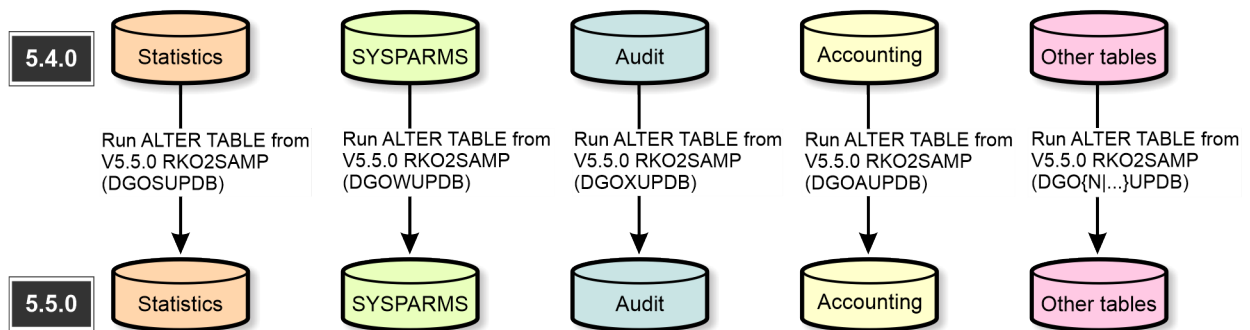 5.4.0
Statistics
SYSPARMS
Audit
Accounting
Other tables
Run ALTER TABLE from
V5.5.0 RKO2SAMP
(DGOSUPDB)
Run ALTER TABLE from
V5.5.0 RKO2SAMP
(DGOWUPDB)
Run ALTER TABLE from
V5.5.0 RKO2SAMP
(DGOXUPDB)
Run ALTER TABLE from
V5.5.0 RKO2SAMP
(DGOAUPDB)
Run ALTER TABLE from
V5.5.0 RKO2SAMP
(DGO{N|...}UPDB)
5.5.0
Statistics
SYSPARMS
Audit
Accounting
Other tables